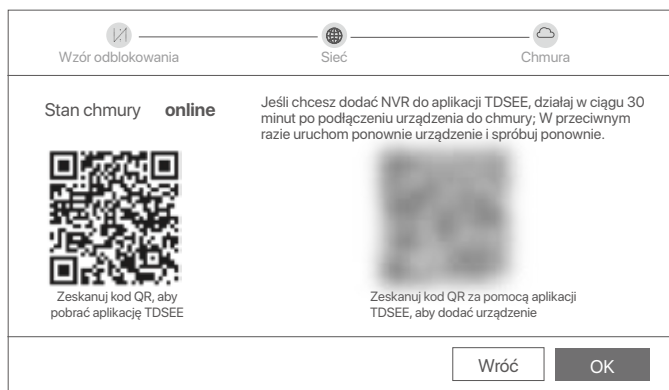 Wzór odblokowania
Sieć
Chmura
Stan chmury online
Jeśli chcesz dodać NVR do aplikacji TDSEE, działaj w ciągu 30
minut po podłączeniu urządzenia do chmury; W przeciwnym
razie uruchom ponownie urządzenie i spróbuj ponownie.
Zeskanuj kod QR, aby
pobrać aplikację TDSEE
Zeskanuj kod QR za pomocą aplikacji
TDSEE, aby dodać urządzenie
Wróć
OK